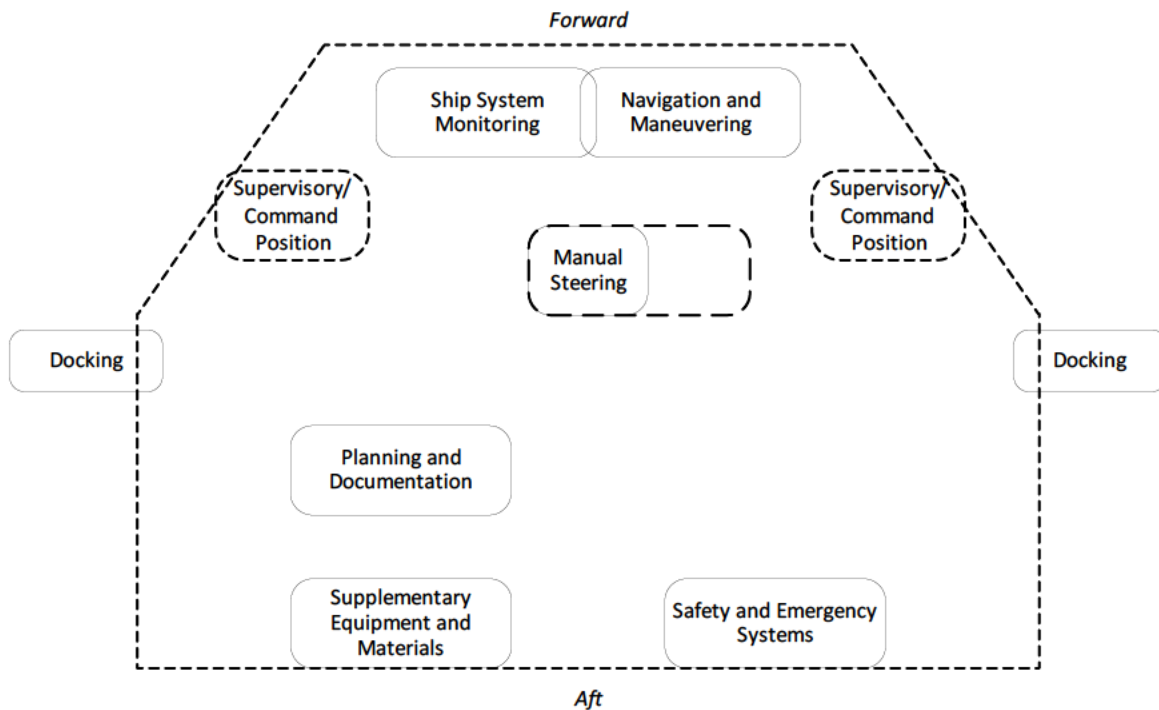 Forward
Ship System
Monitoring
Navigation and
Maneuvering
Supervisory/
Command
Position
Supervisory/
Command
Position
Manual
Steering
Docking
Docking
Planning and
Documentation
Supplementary
Equipment and
Materials
Safety and Emergency
Systems
Aft